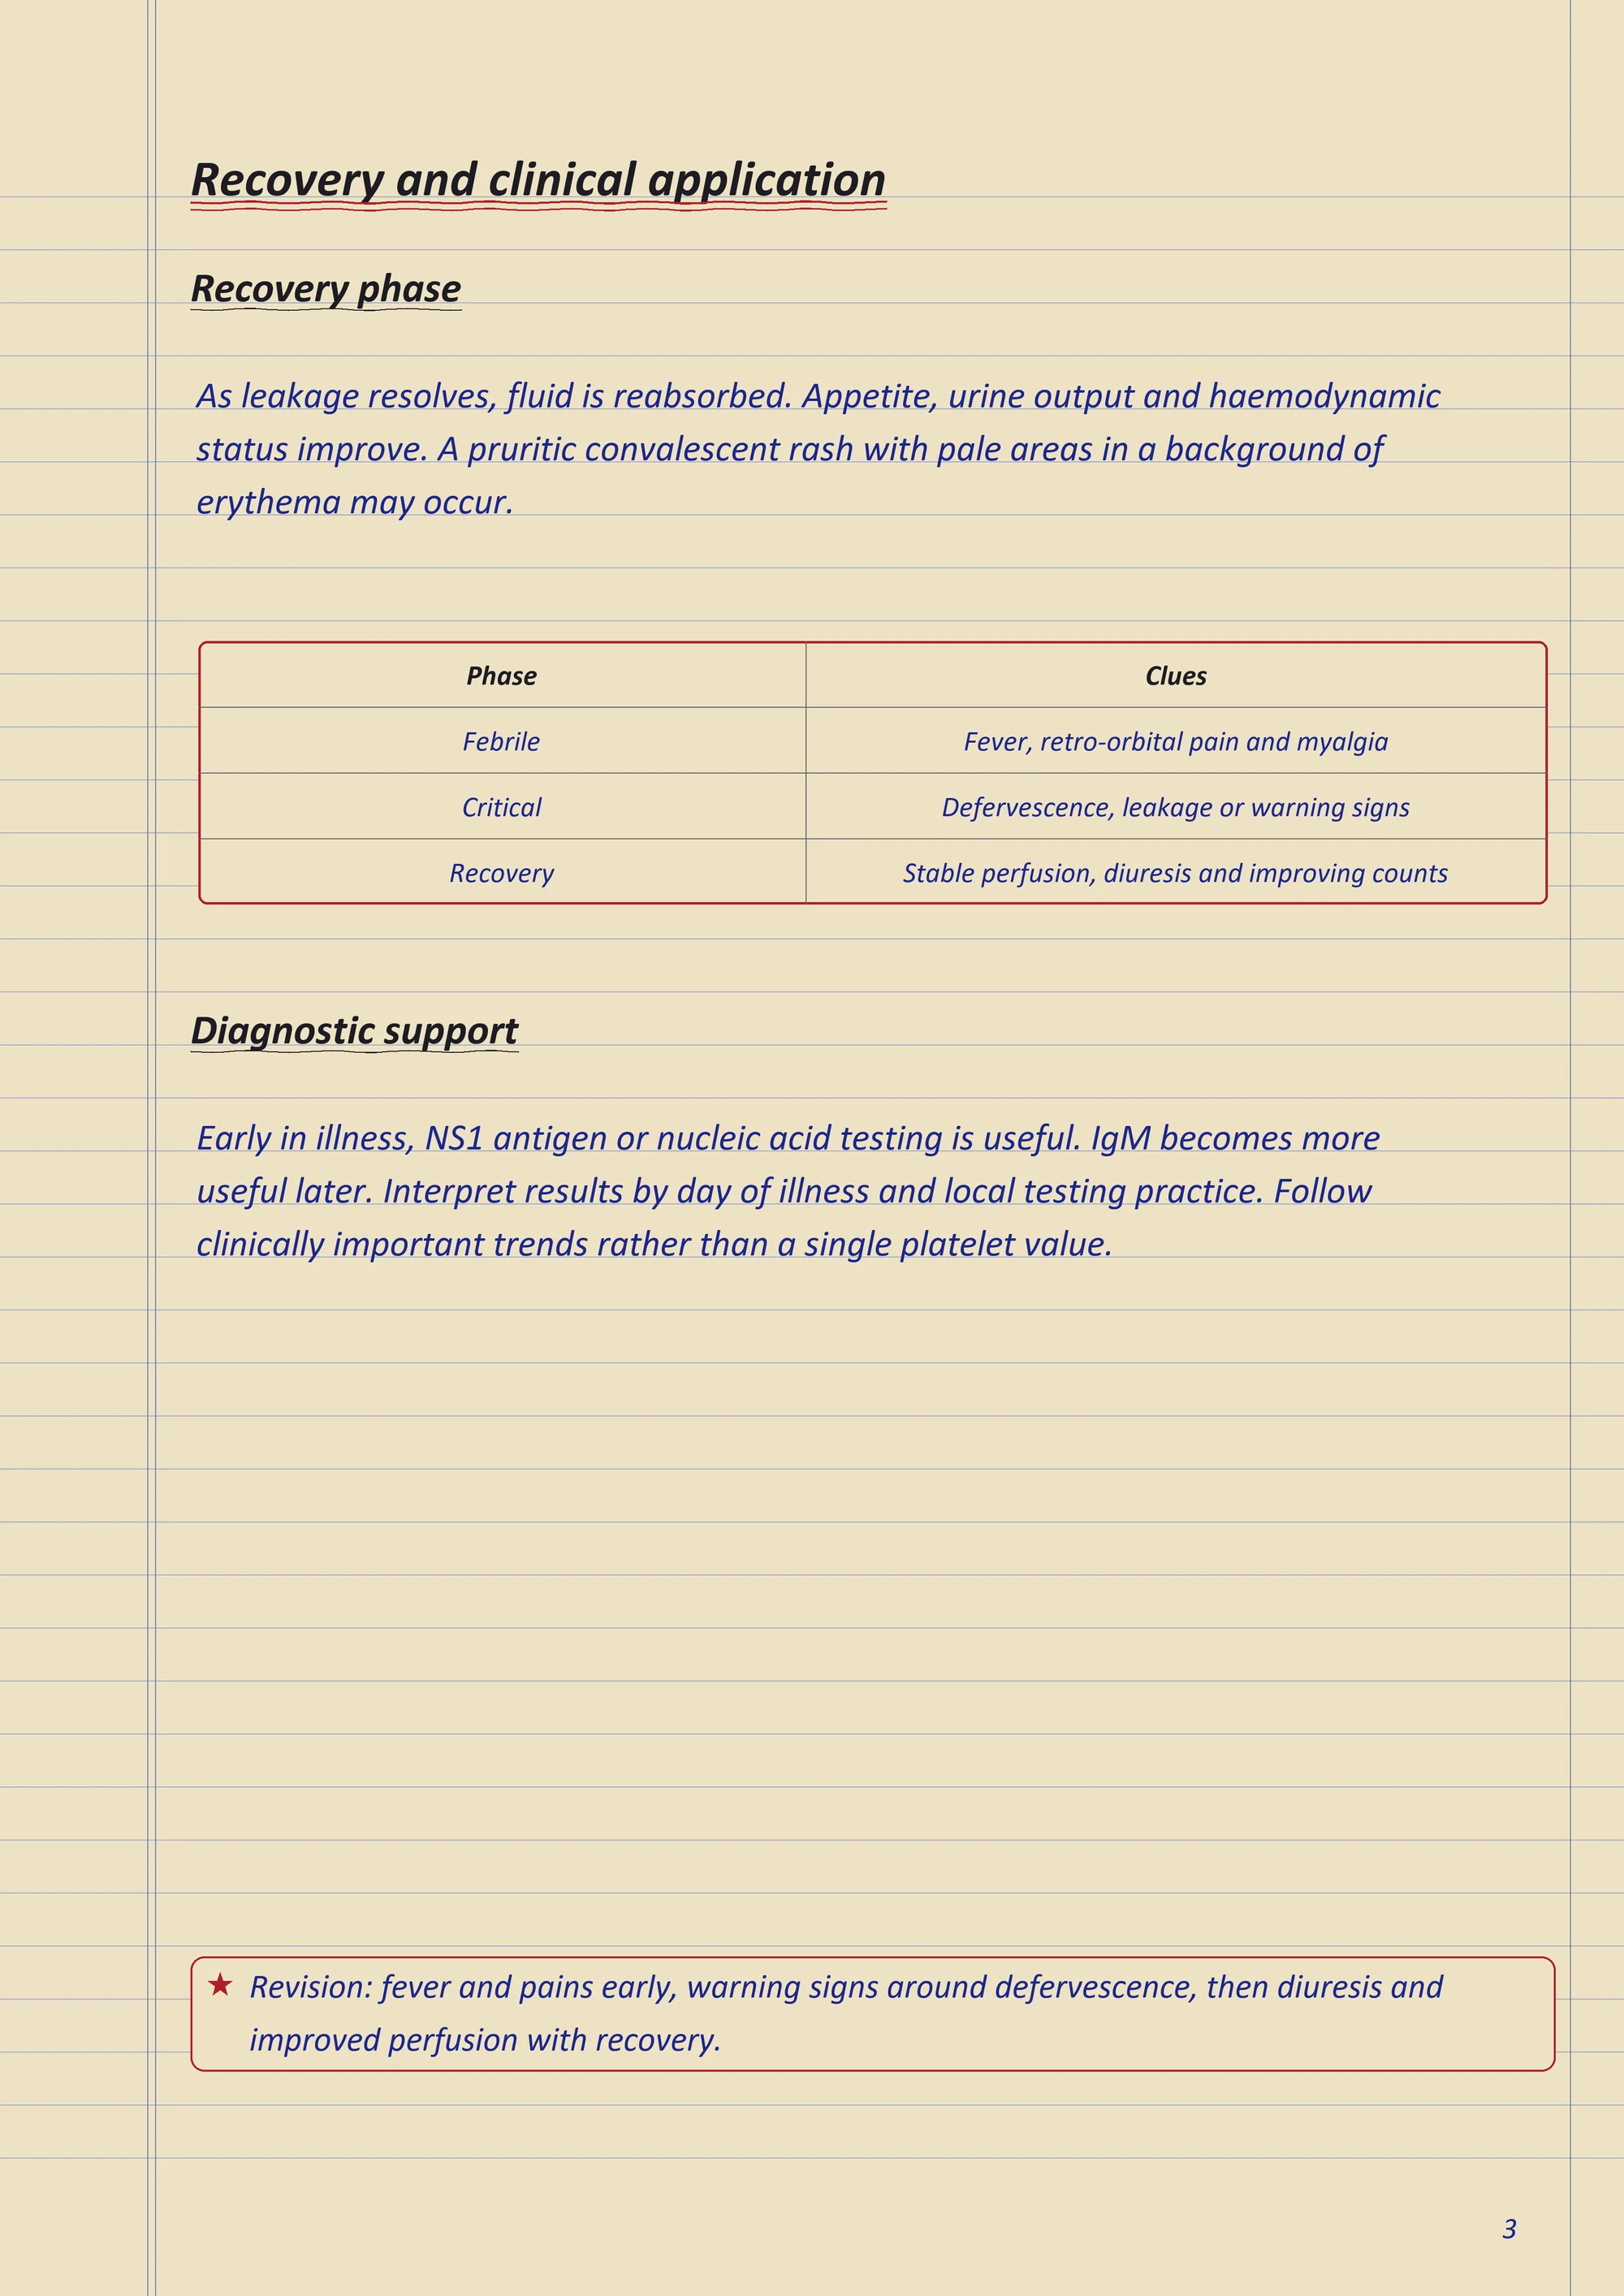 Recovery and clinical application
Recovery phase
As leakage resolves, fluid is reabsorbed. Appetite, urine output and haemodynamic
status improve. A pruritic convalescent rash with pale areas in a background of
erythema may occur.
Phase Clues
Febrile Fever, retro-orbital pain and myalgia
Critical Defervescence, leakage or warning signs
Recovery Stable perfusion, diuresis and improving counts
Diagnostic support
Early in illness, NS1 antigen or nucleic acid testing is useful. IgM becomes more
useful later. Interpret results by day of illness and local testing practice. Follow
clinically important trends rather than a single platelet value.
★ Revision: fever and pains early, warning signs around defervescence, then diuresis and
improved perfusion with recovery.
3